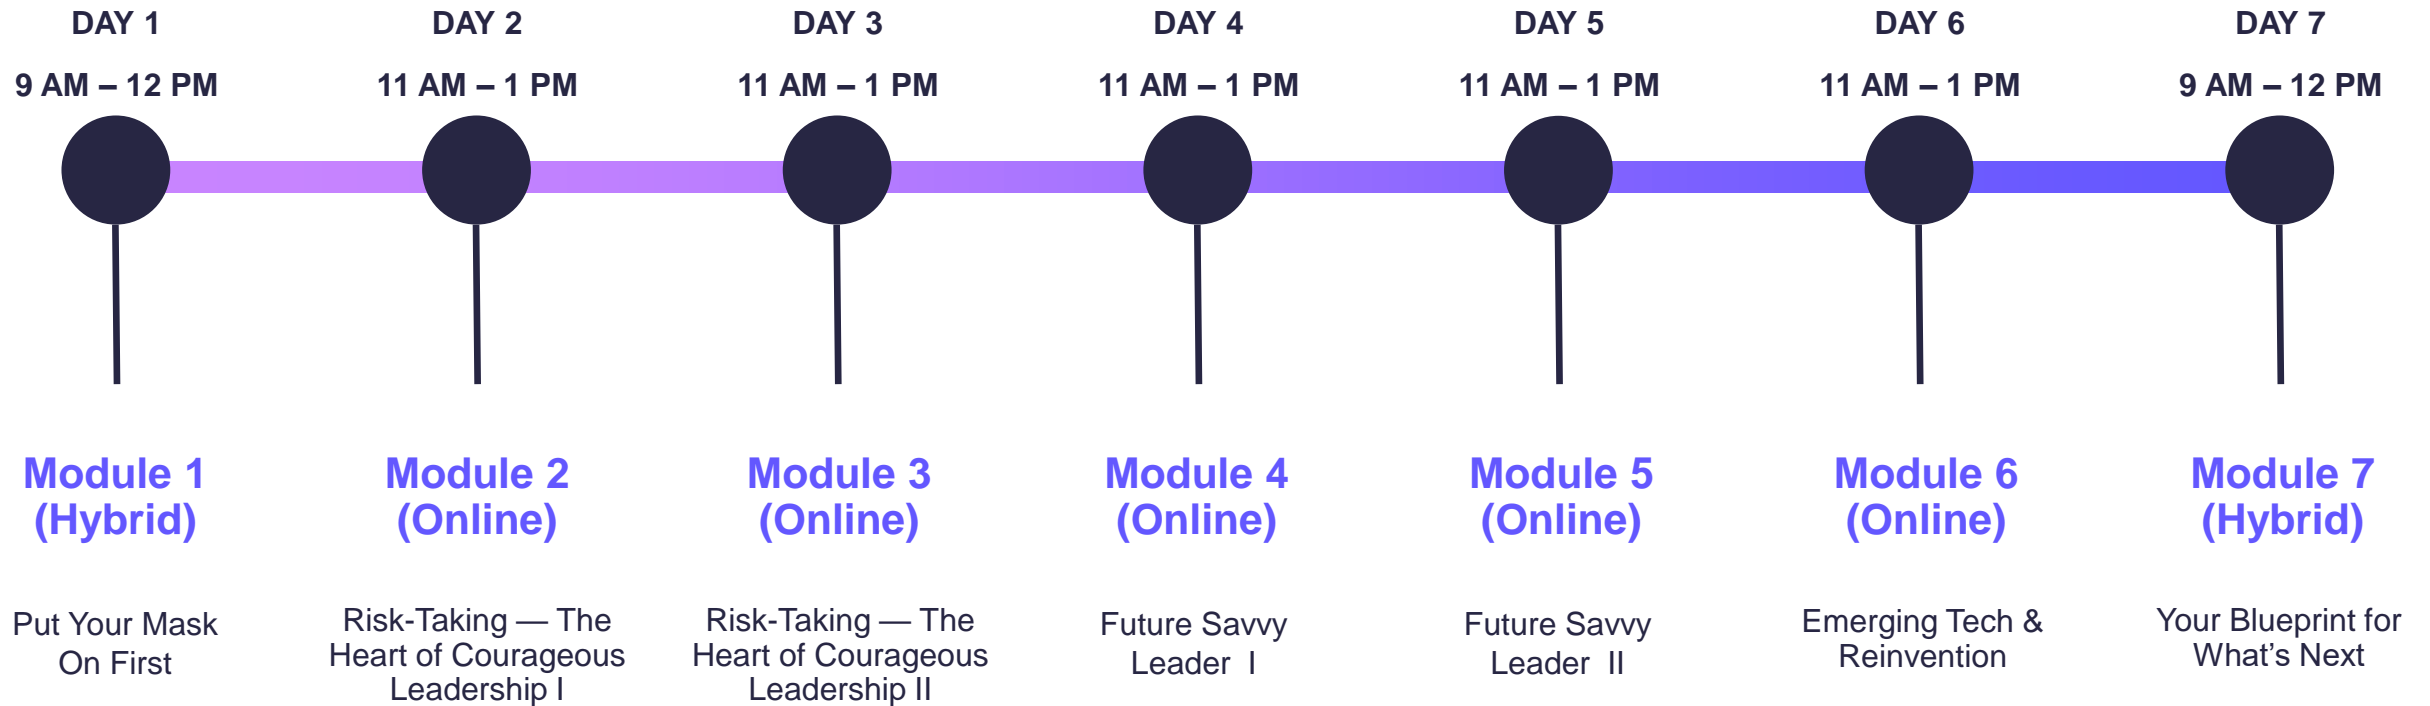 DAY 1
9 AM – 12 PM
Module 1
(Hybrid)
Put Your Mask
On First
DAY 2
11 AM – 1 PM
Module 2
(Online)
Risk-Taking — The
Heart of Courageous
Leadership I
DAY 3
11 AM – 1 PM
Module 3
(Online)
Risk-Taking — The
Heart of Courageous
Leadership II
DAY 4
11 AM – 1 PM
Module 4
(Online)
Future Savvy
Leader I
DAY 5
11 AM – 1 PM
Module 5
(Online)
Future Savvy
Leader II
DAY 6
11 AM – 1 PM
Module 6
(Online)
Emerging Tech &
Reinvention
DAY 7
9 AM – 12 PM
Module 7
(Hybrid)
Your Blueprint for
What’s Next